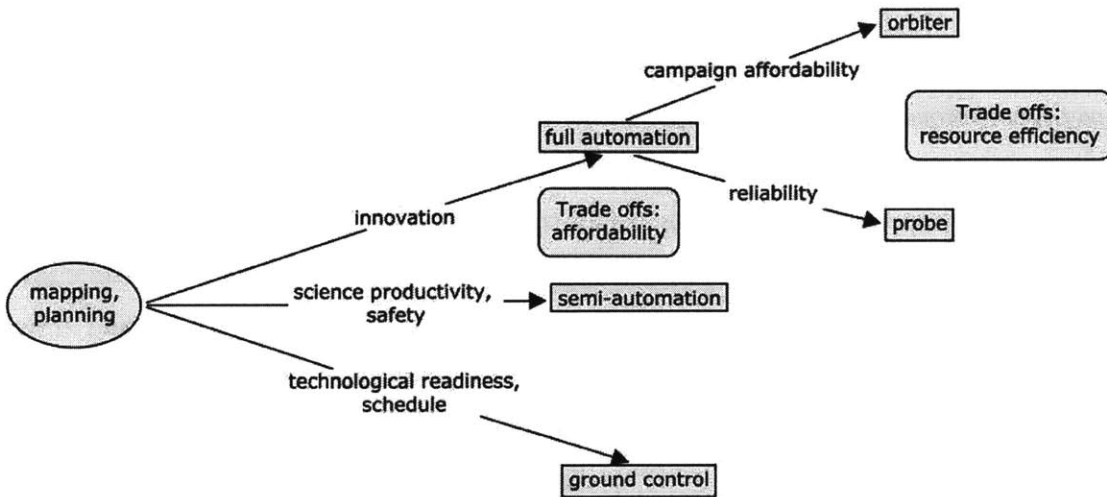 orbiter
campaign affordability
Trade offs:
resource efficiency
full automation
reliability
innovation
Trade offs:
affordability
probe
mapping,
planning
science productivity,
safety
semi-automation
technological readiness,
schedule
ground control